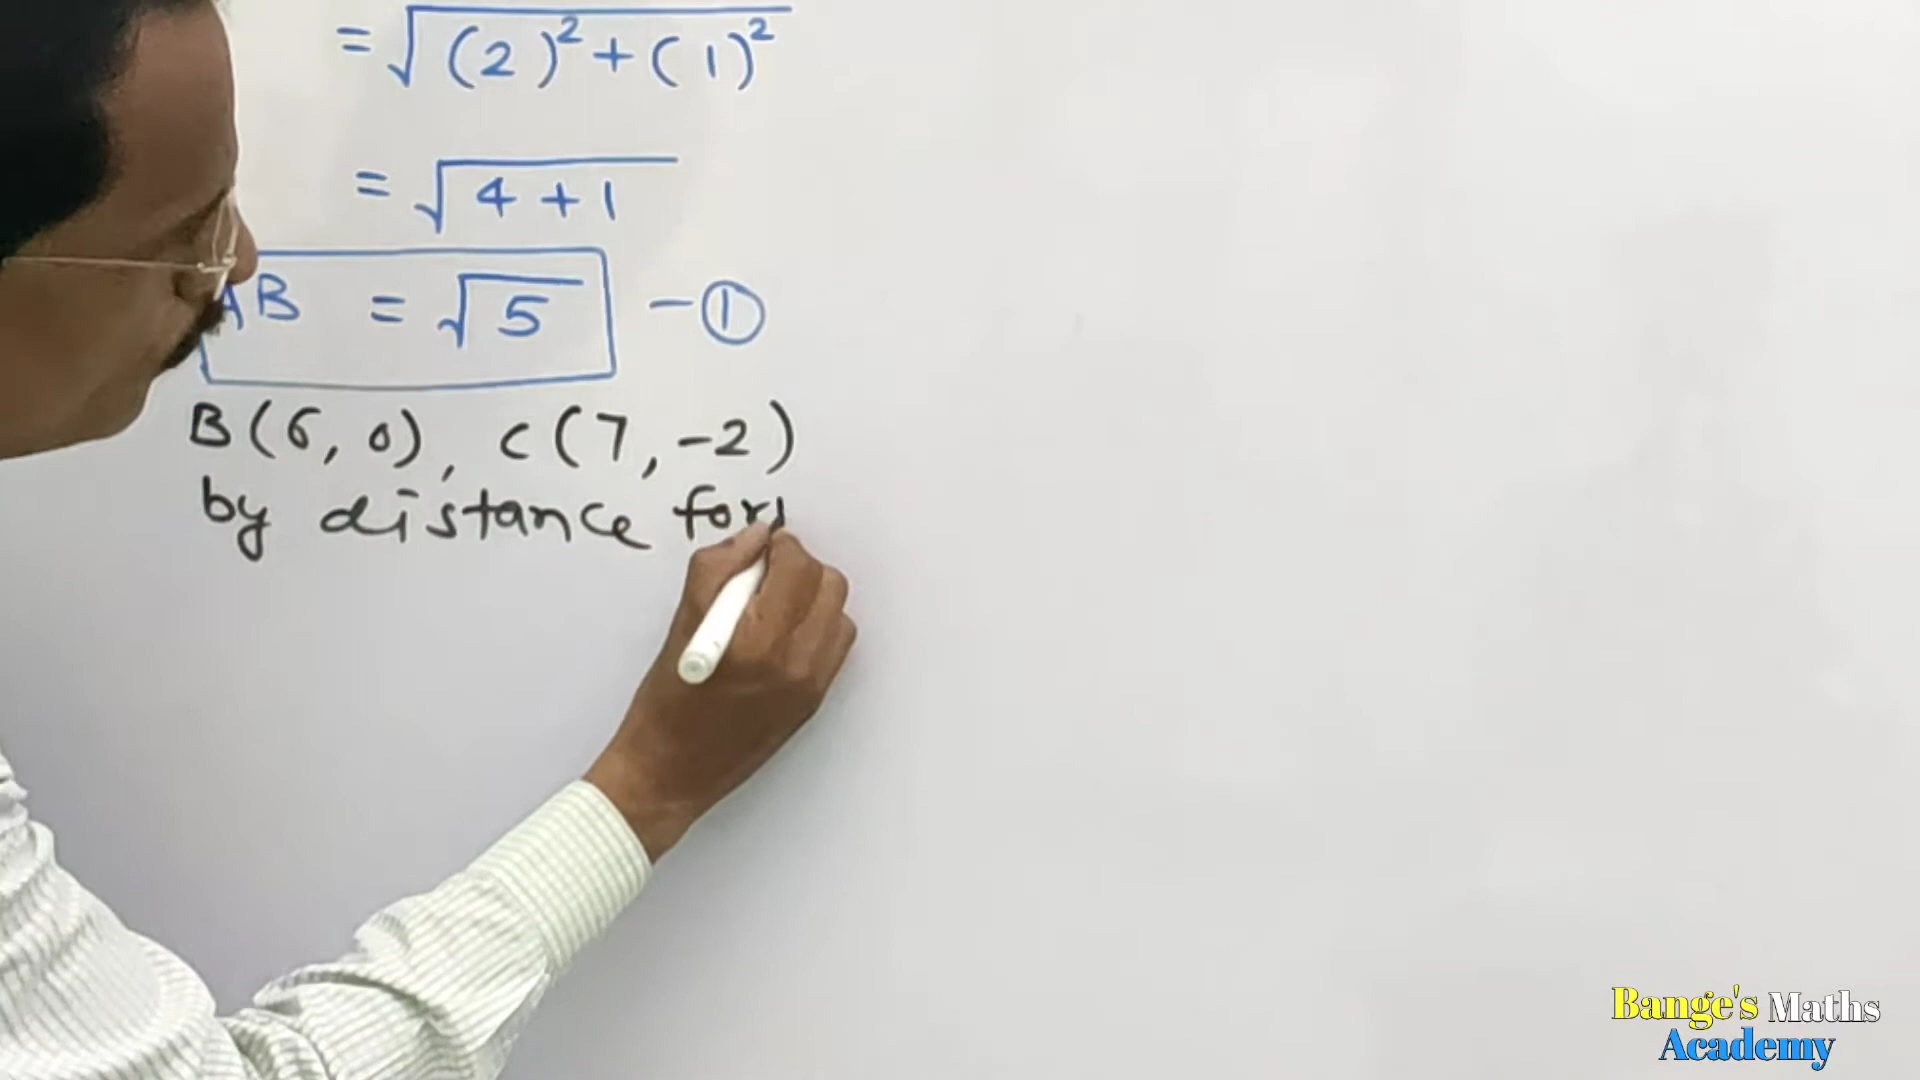 = √(2)² + (1)²
= √4 + 1
AB = √5 - ①
B(6, 0), C(7, -2)
by distance for
Bange's Maths
Academy